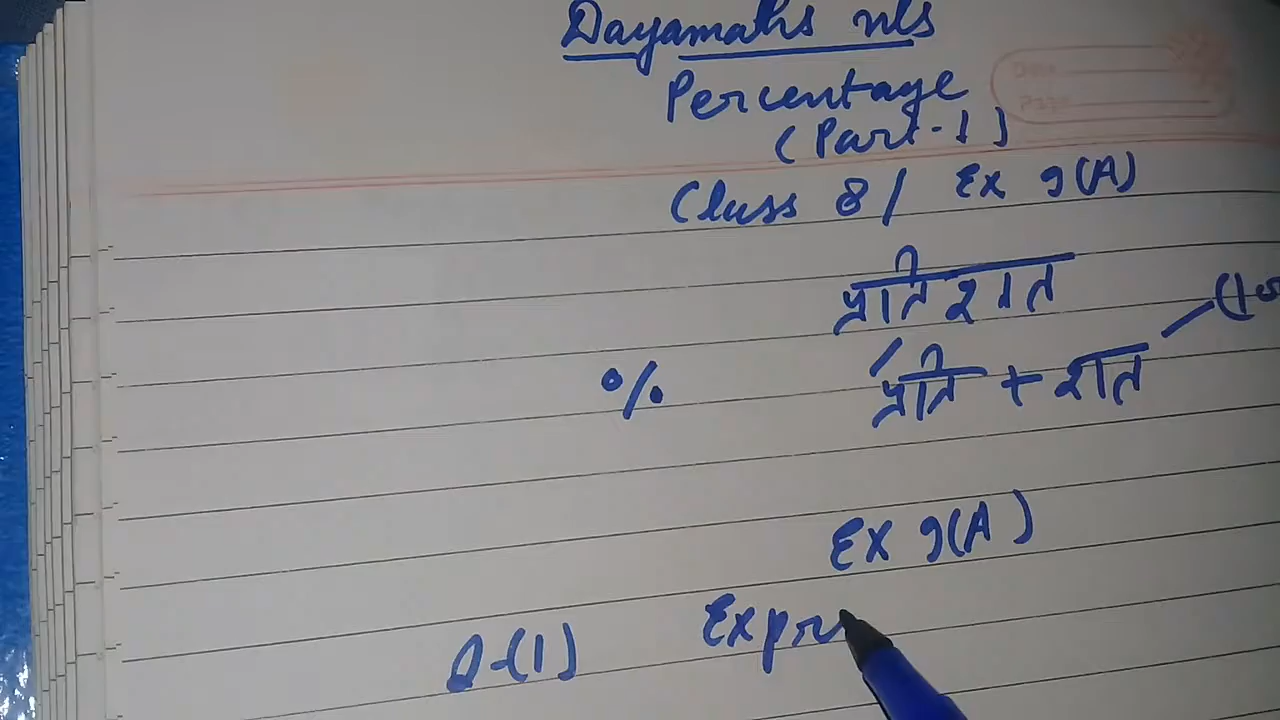 Dayamaths nls
Percentage
(Part-1)
Class 8/ Ex 9(A)
प्रतिशत
% प्रति + शत
Ex 9(A)
Q-(1) Expr